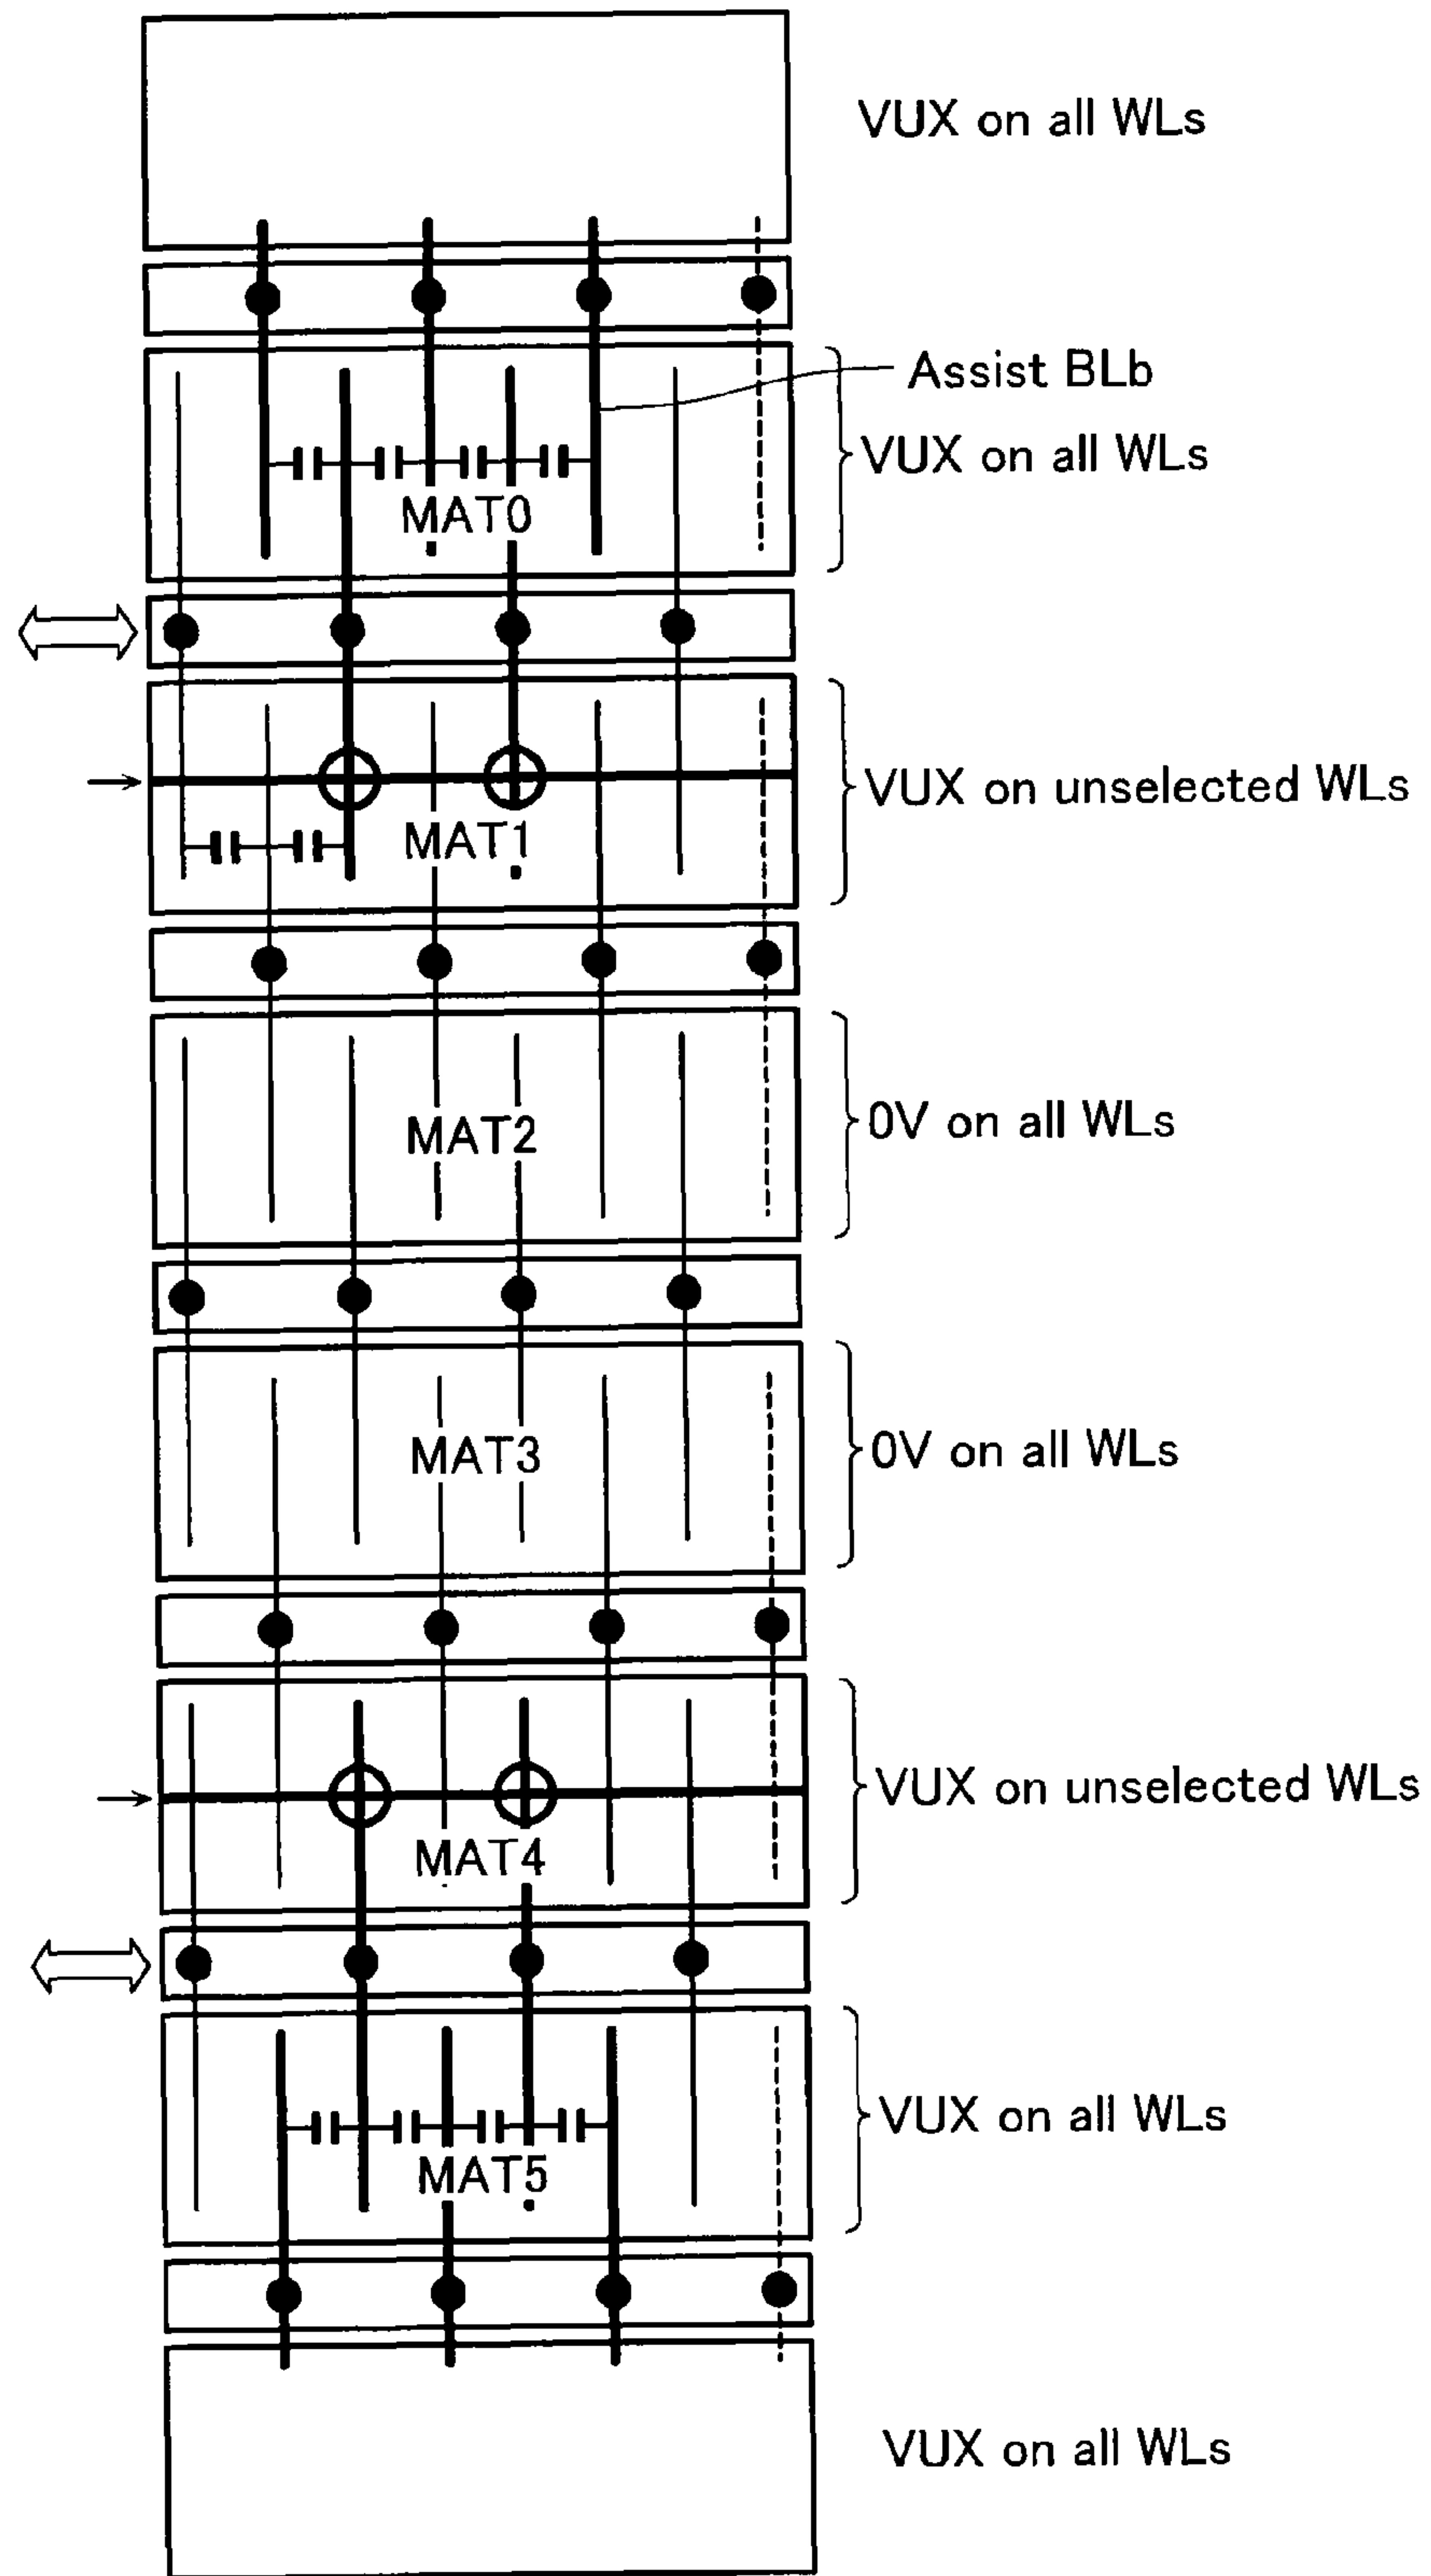 VUX on all WLs
Assist BLb
VUX on all WLs
MAT0
VUX on unselected WLs
MAT1
0V on all WLs
MAT2
0V on all WLs
MAT3
VUX on unselected WLs
MAT4
VUX on all WLs
MAT5
VUX on all WLs